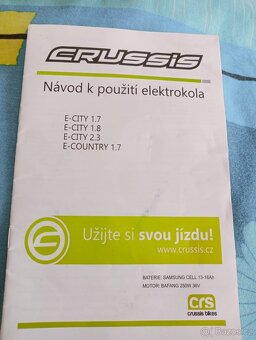 CRUSSIS
Návod k použití elektrokola
E-CITY 1.7
E-CITY 1.8
E-CITY 2.3
E-COUNTRY 1.7
Užijte si svou jízdu!
www.crussis.cz
BATERIE: SAMSUNG CELL 13-16Ah
MOTOR: BAFANG 250W 36V
crs
crussis bikes